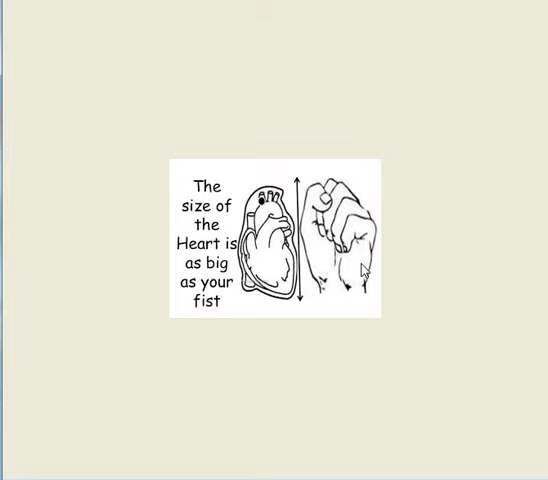 The
size of
the
Heart is
as big
as your
fist